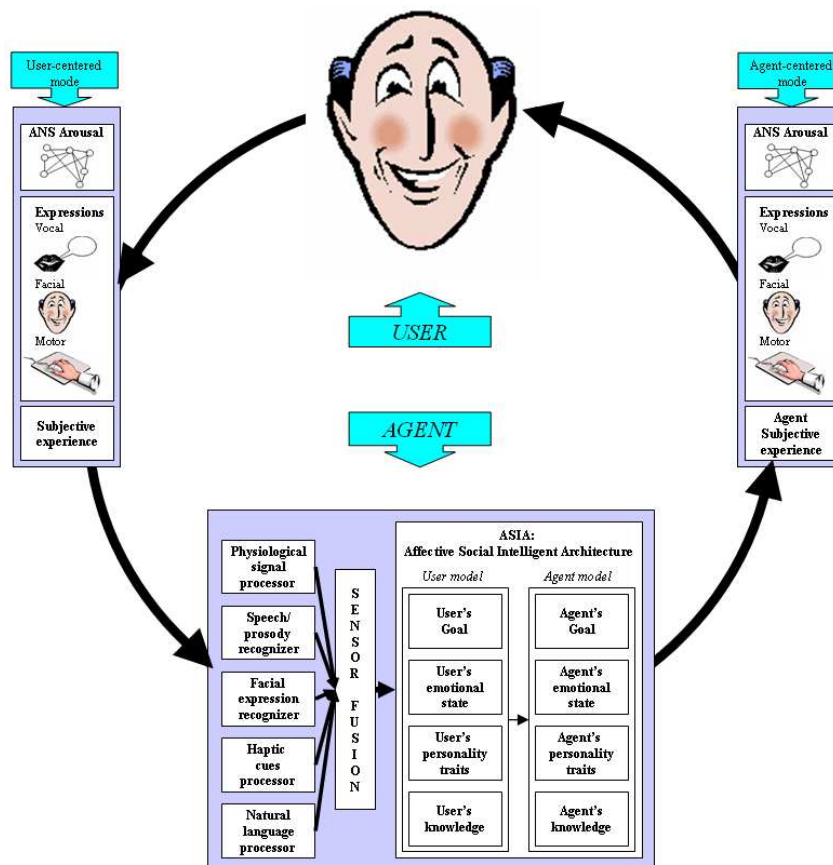 User-centered
mode
ANS Arousal
Expressions
Vocal
Facial
Motor
Subjective
experience
USER
AGENT
Agent-centered
mode
ANS Arousal
Expressions
Vocal
Facial
Motor
Agent
Subjective
experience
Physiological
signal
processor
Speech/
prosody
recognizer
Facial
expression
recognizer
Haptic
cues
processor
Natural
language
processor
SENSOR
FUSION
ASIA:
Affective Social Intelligent Architecture
User model
User's
Goal
User's
emotional
state
User's
personality
traits
User's
knowledge
Agent model
Agent's
Goal
Agent's
emotional
state
Agent's
personality
traits
Agent's
knowledge